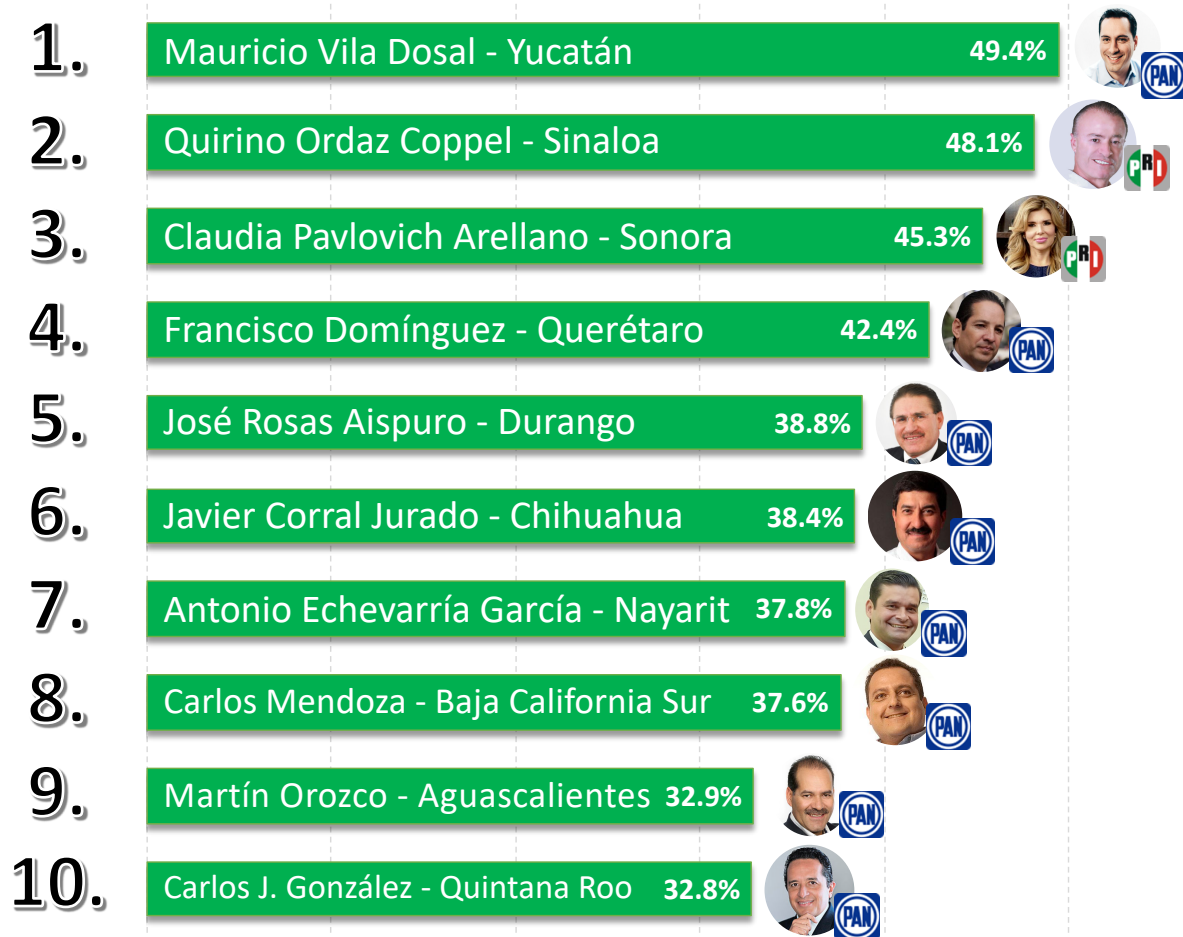 1.
Mauricio Vila Dosal - Yucatán 49.4%
PAN
2.
Quirino Ordaz Coppel - Sinaloa 48.1%
PRI
3.
Claudia Pavlovich Arellano - Sonora 45.3%
PRI
4.
Francisco Domínguez - Querétaro 42.4%
PAN
5.
José Rosas Aispuro - Durango 38.8%
PAN
6.
Javier Corral Jurado - Chihuahua 38.4%
PAN
7.
Antonio Echevarría García - Nayarit 37.8%
PAN
8.
Carlos Mendoza - Baja California Sur 37.6%
PAN
9.
Martín Orozco - Aguascalientes 32.9%
PAN
10.
Carlos J. González - Quintana Roo 32.8%
PAN